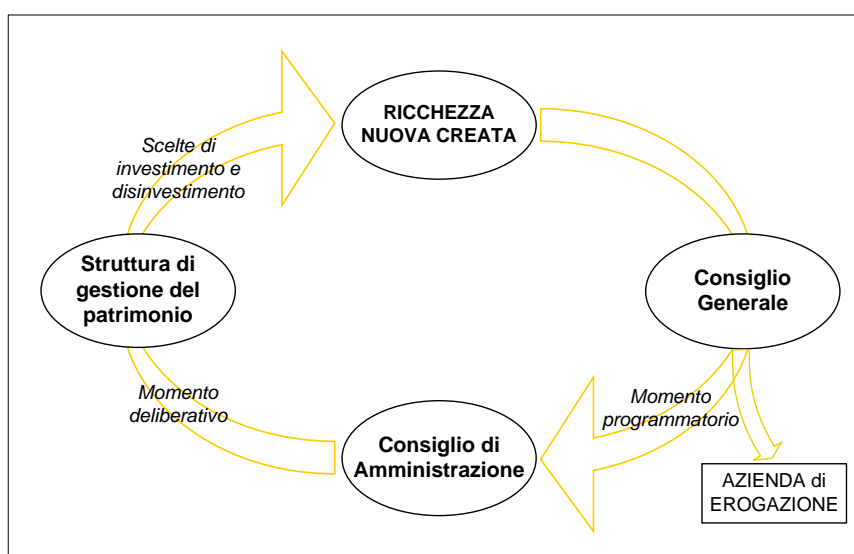 RICCHEZZA
NUOVA CREATA
Scelte di
investimento e
disinvestimento
Struttura di
gestione del
patrimonio
Consiglio
Generale
Momento
deliberativo
Momento
programmatorio
Consiglio di
Amministrazione
AZIENDA di
EROGAZIONE